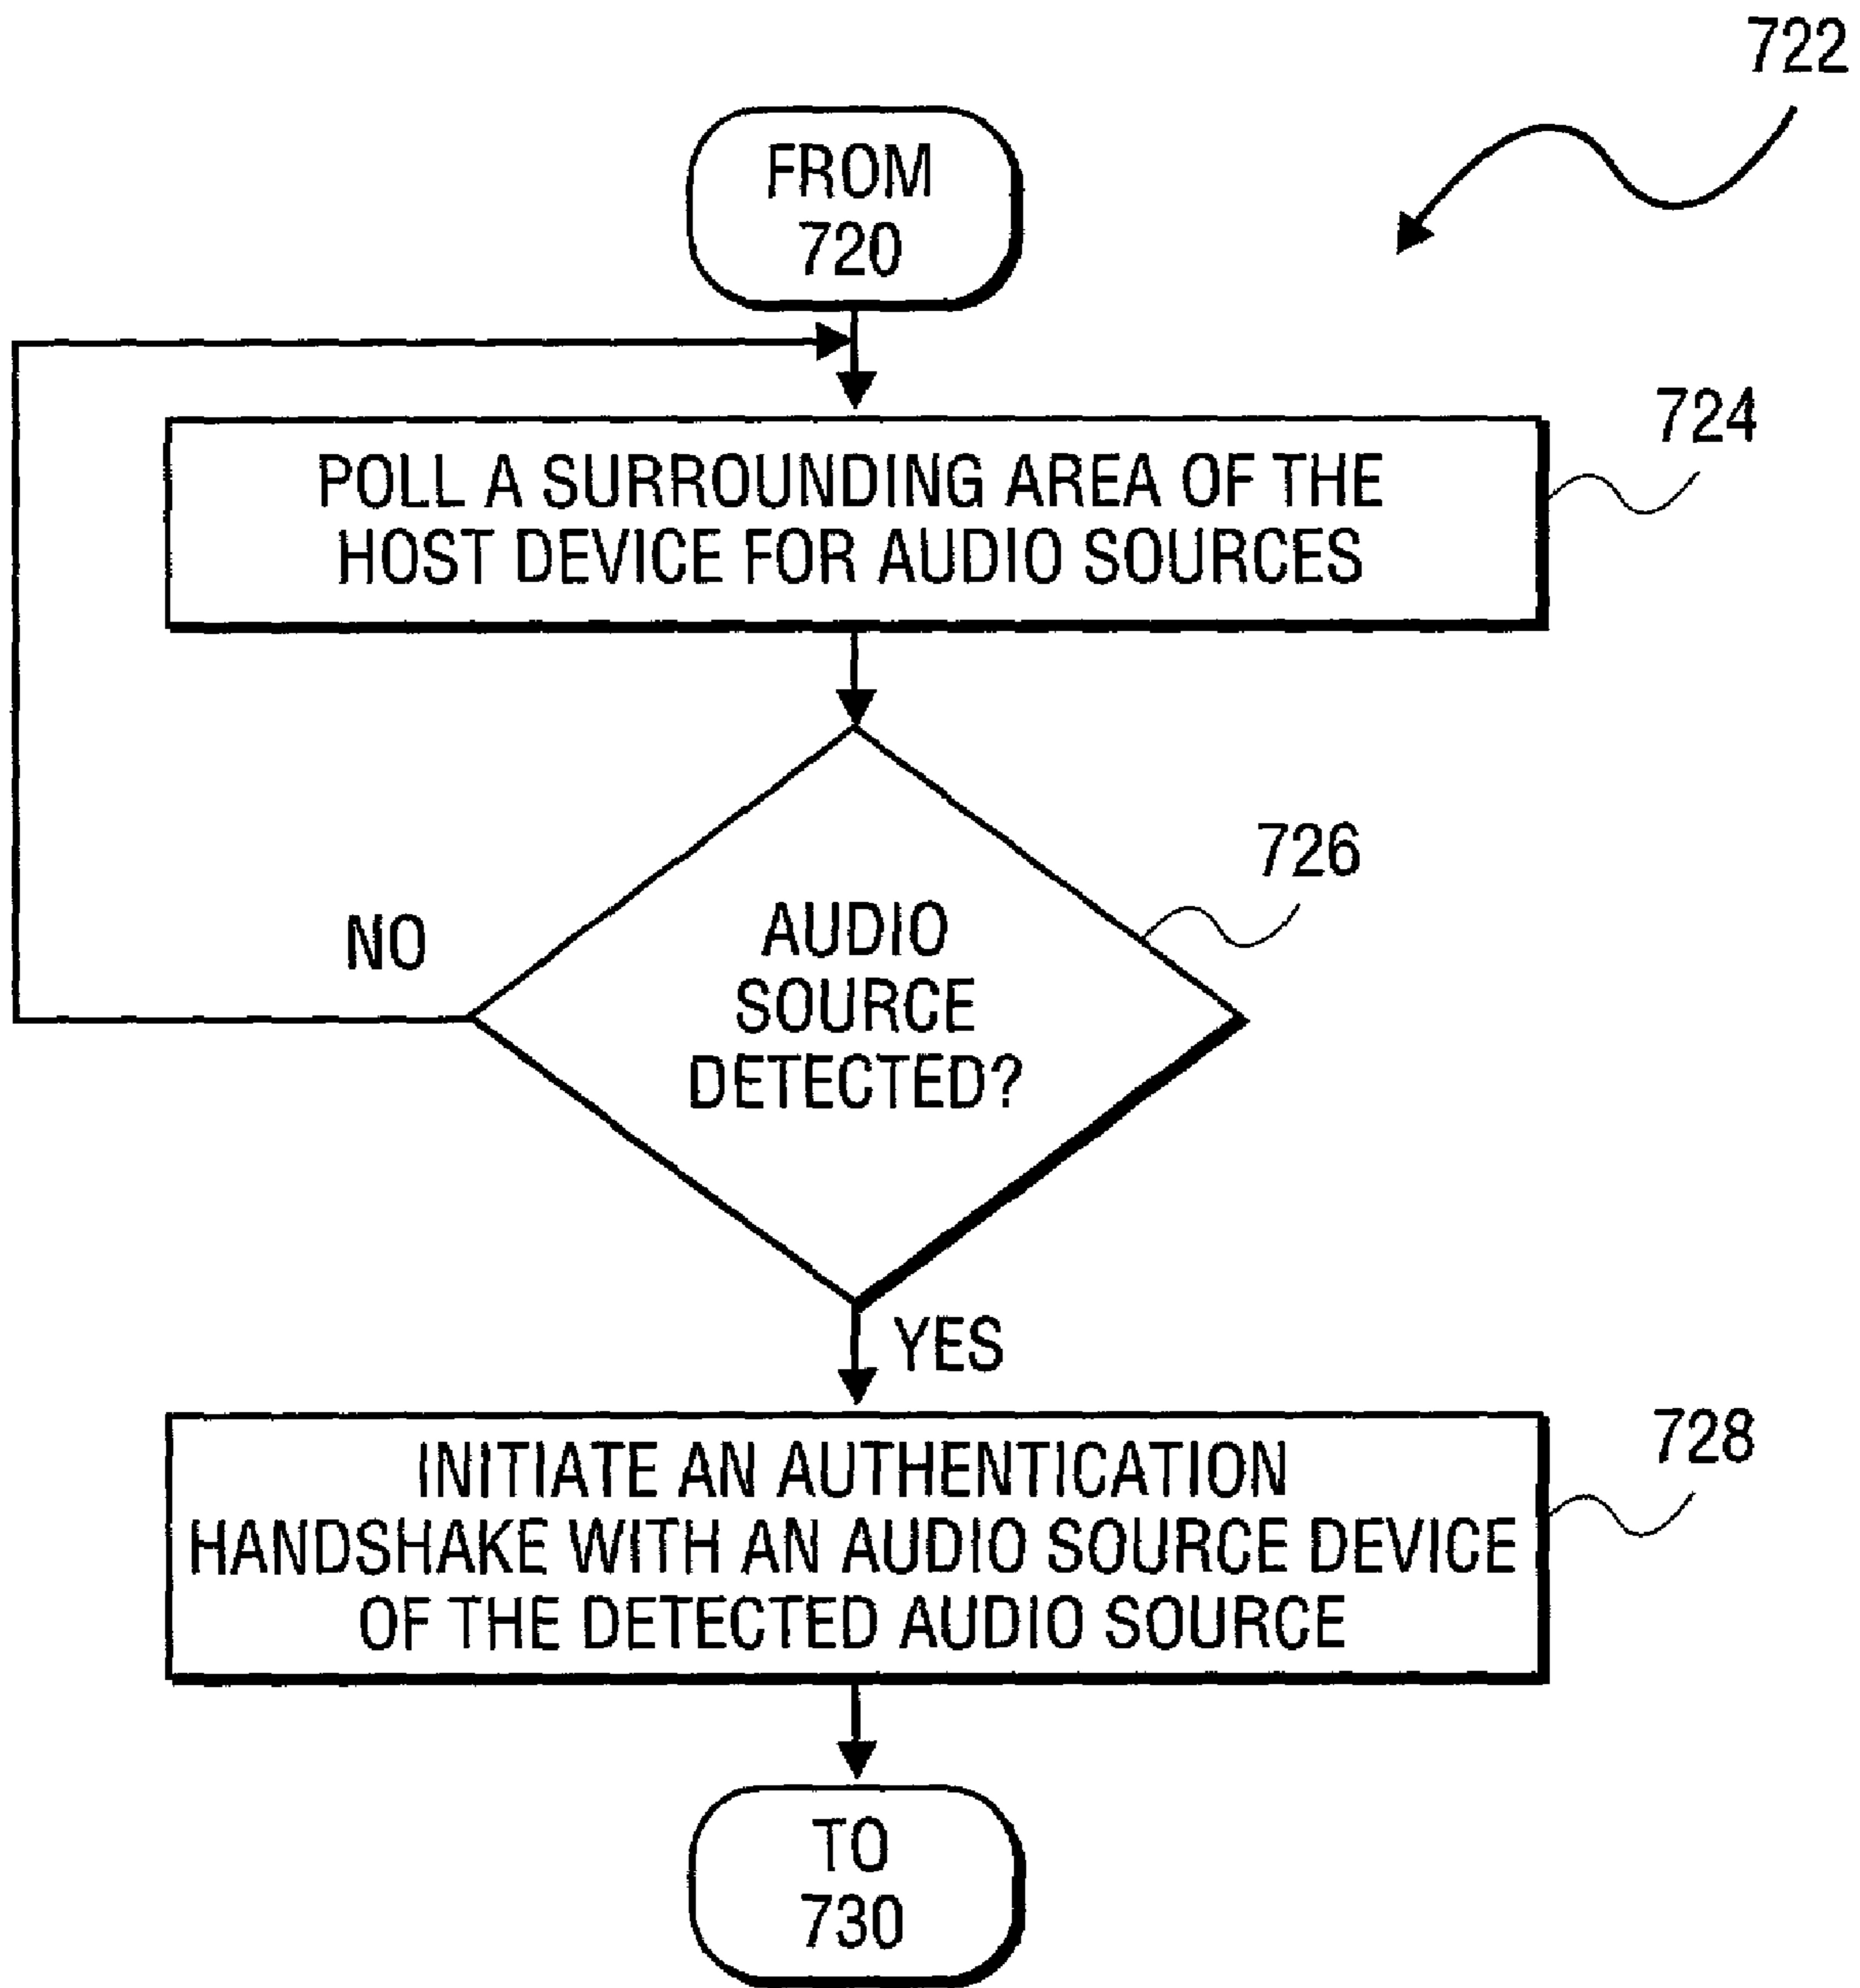 722
FROM
720
POLL A SURROUNDING AREA OF THE
HOST DEVICE FOR AUDIO SOURCES
724
AUDIO
SOURCE
DETECTED?
726
NO
YES
INITIATE AN AUTHENTICATION
HANDSHAKE WITH AN AUDIO SOURCE DEVICE
OF THE DETECTED AUDIO SOURCE
728
TO
730